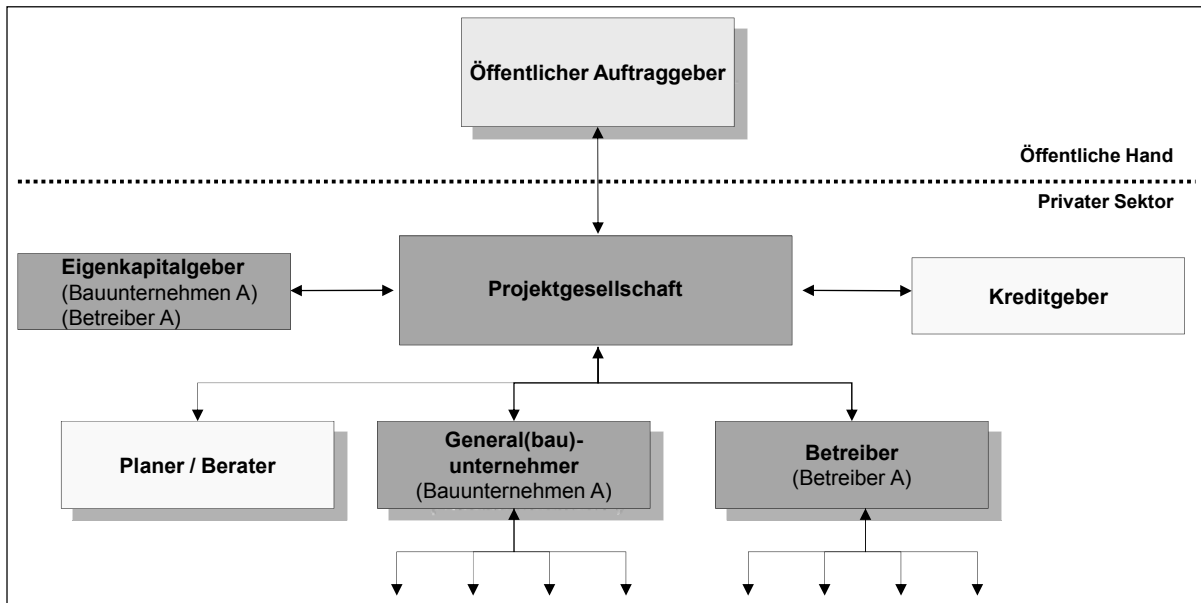 Öffentlicher Auftraggeber
Öffentliche Hand
Privater Sektor
Eigenkapitalgeber
(Bauunternehmen A)
(Betreiber A)
Projektgesellschaft
Kreditgeber
Planer / Berater
General(bau)-
unternehmer
(Bauunternehmen A)
Betreiber
(Betreiber A)